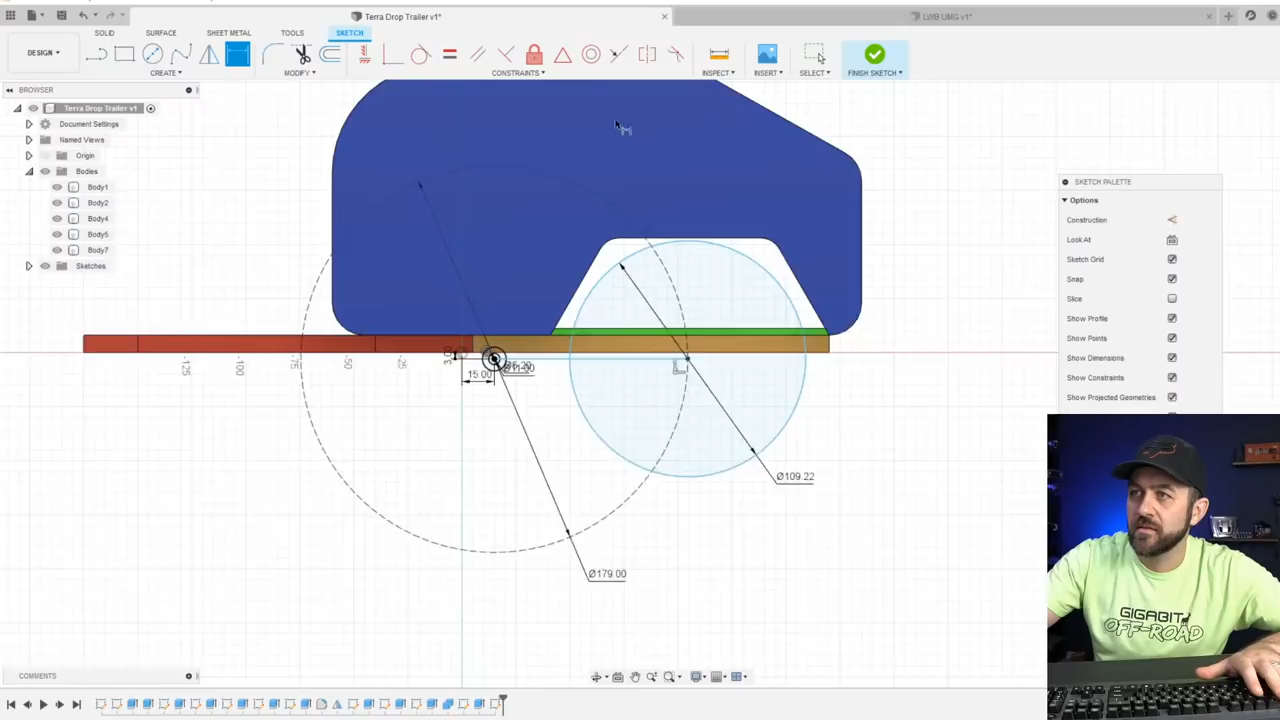 Terra Drop Trailer v1*
LWB UMG v1*
SOLID
SURFACE
SHEET METAL
TOOLS
SKETCH
DESIGN
CREATE
MODIFY
CONSTRAINTS
INSPECT
INSERT
SELECT
FINISH SKETCH
BROWSER
Terra Drop Trailer v1
Document Settings
Named Views
Origin
Bodies
Body1
Body2
Body4
Body5
Body7
Sketches
SKETCH PALETTE
Options
Construction
Look At
Sketch Grid
Snap
Slice
Show Profile
Show Points
Show Dimensions
Show Constraints
Show Projected Geometries
-125
-100
-75
-50
-25
3.00
15.00
Ø109.22
Ø179.00
GIGABIT
OFF-ROAD
COMMENTS